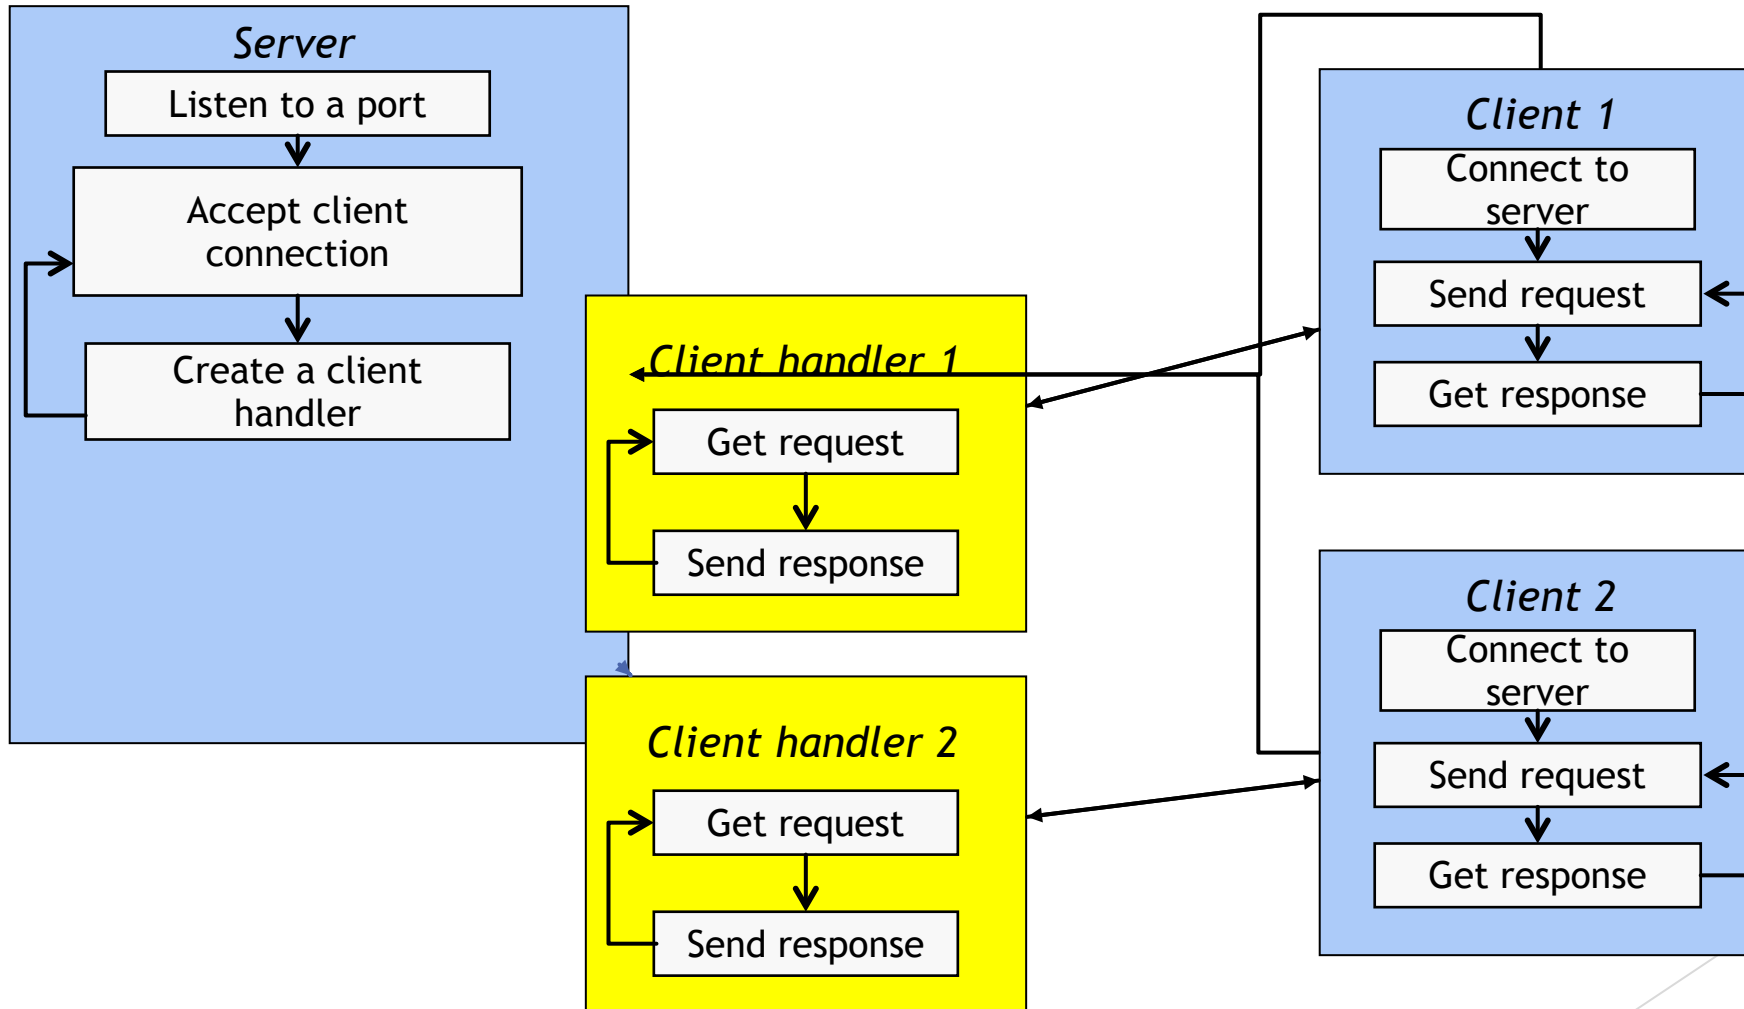 Server
Listen to a port
Accept client
connection
Create a client
handler
Client handler 1
Get request
Send response
Client handler 2
Get request
Send response
Client 1
Connect to
server
Send request
Get response
Client 2
Connect to
server
Send request
Get response